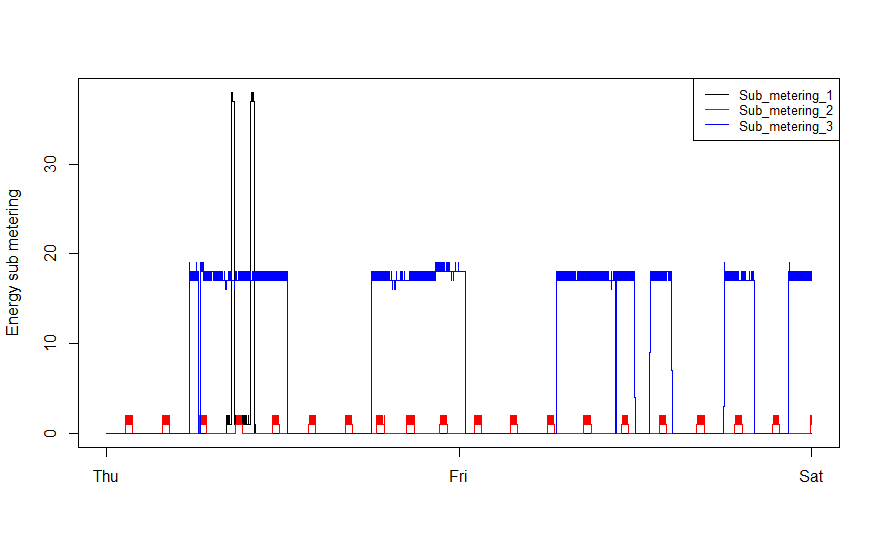 Sub_metering_1
Sub_metering_2
Sub_metering_3
Energy sub metering
30
20
10
0
Thu
Fri
Sat